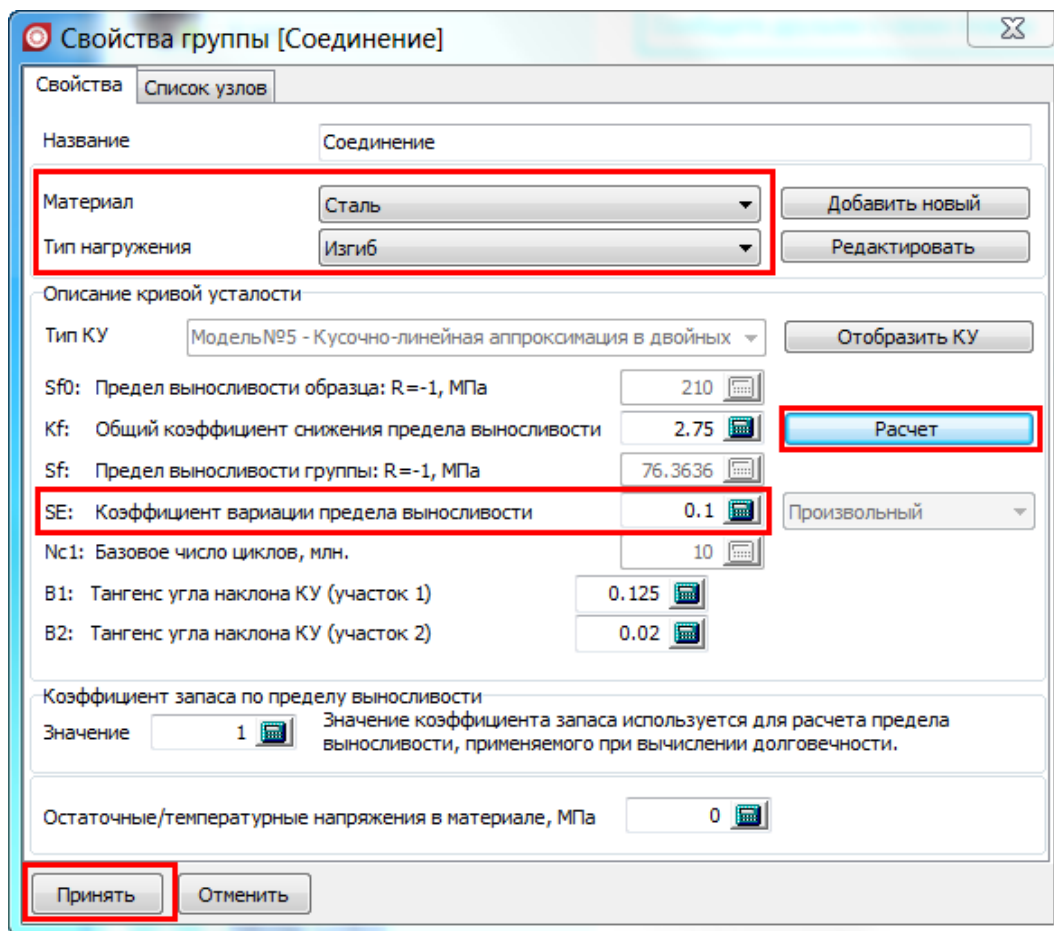 Свойства группы [Соединение]
Свойства Список узлов
Название Соединение
Материал Сталь Добавить новый
Тип нагружения Изгиб Редактировать
Описание кривой усталости
Тип КУ Модель№5 - Кусочно-линейная аппроксимация в двойных Отобразить КУ
Sf0: Предел выносливости образца: R=-1, МПа 210
Kf: Общий коэффициент снижения предела выносливости 2.75 Расчет
Sf: Предел выносливости группы: R=-1, МПа 76.3636
SE: Коэффициент вариации предела выносливости 0.1 Произвольный
Nc1: Базовое число циклов, млн. 10
B1: Тангенс угла наклона КУ (участок 1) 0.125
B2: Тангенс угла наклона КУ (участок 2) 0.02
Коэффициент запаса по пределу выносливости
Значение 1 Значение коэффициента запаса используется для расчета предела
выносливости, применяемого при вычислении долговечности.
Остаточные/температурные напряжения в материале, МПа 0
Принять Отменить